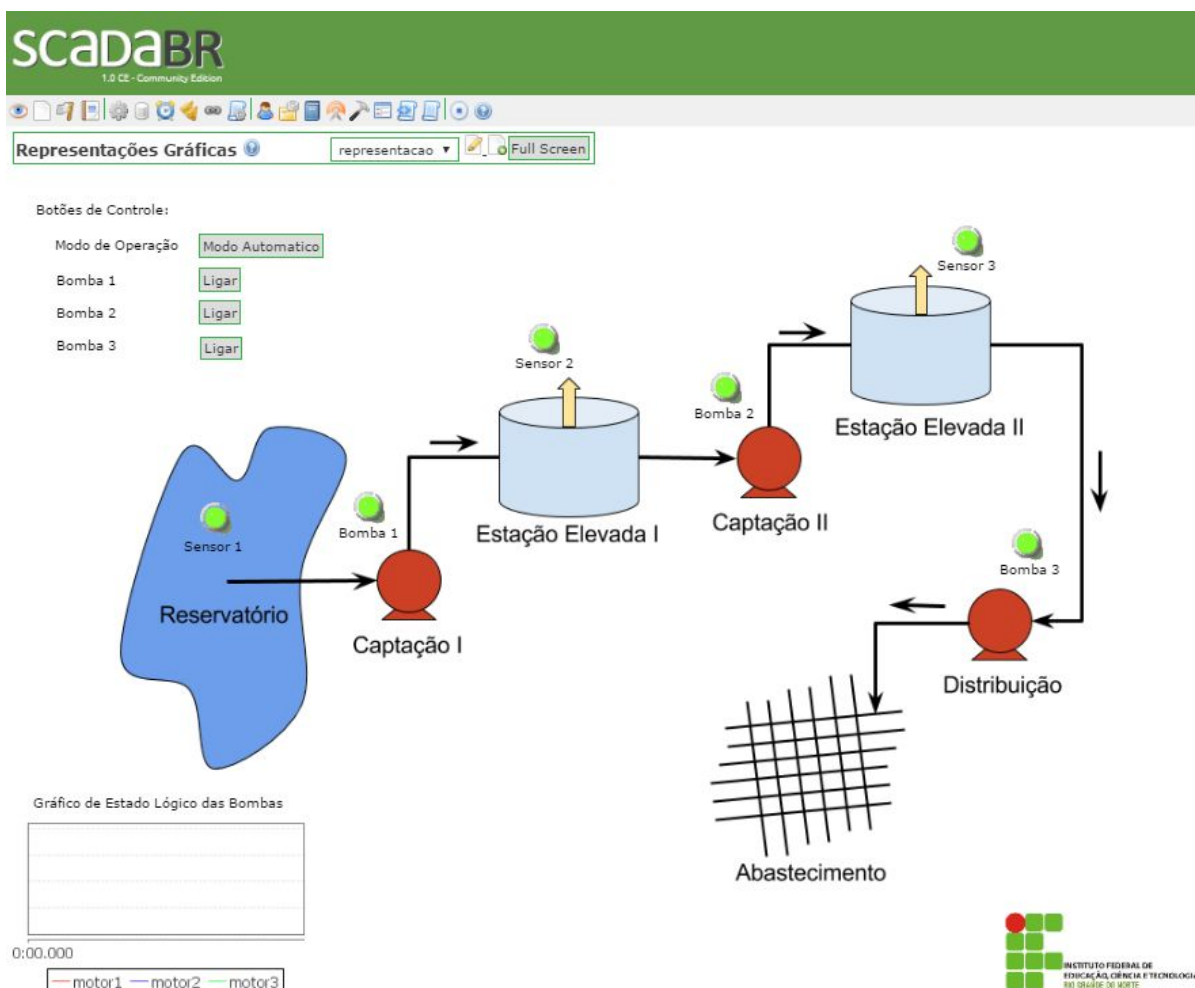 scadaBR
1.0 CE - Community Edition
Representações Gráficas
representacao
Full Screen
Botões de Controle:
Modo de Operação Modo Automatico
Bomba 1 Ligar
Bomba 2 Ligar
Bomba 3 Ligar
Sensor 3
Sensor 2
Bomba 2
Estação Elevada II
Sensor 1
Bomba 1
Estação Elevada I
Captação II
Bomba 3
Reservatório
Captação I
Distribuição
Gráfico de Estado Lógico das Bombas
Abastecimento
0:00.000
motor1 motor2 motor3
INSTITUTO FEDERAL DE
EDUCAÇÃO, CIÊNCIA E TECNOLOGIA
RIO GRANDE DO NORTE